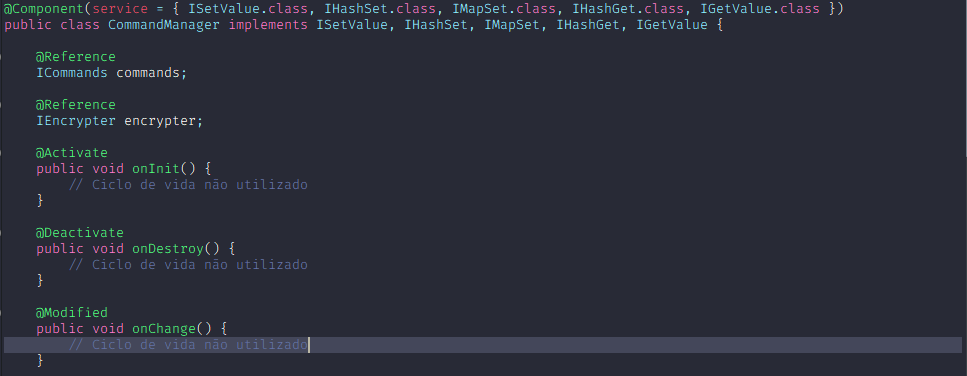 @Component(service = { ISetValue.class, IHashSet.class, IMapSet.class, IHashGet.class, IGetValue.class })
public class CommandManager implements ISetValue, IHashSet, IMapSet, IHashGet, IGetValue {
@Reference
ICommands commands;
@Reference
IEncrypter encrypter;
@Activate
public void onInit() {
// Ciclo de vida não utilizado
}
@Deactivate
public void onDestroy() {
// Ciclo de vida não utilizado
}
@Modified
public void onChange() {
// Ciclo de vida não utilizado
}